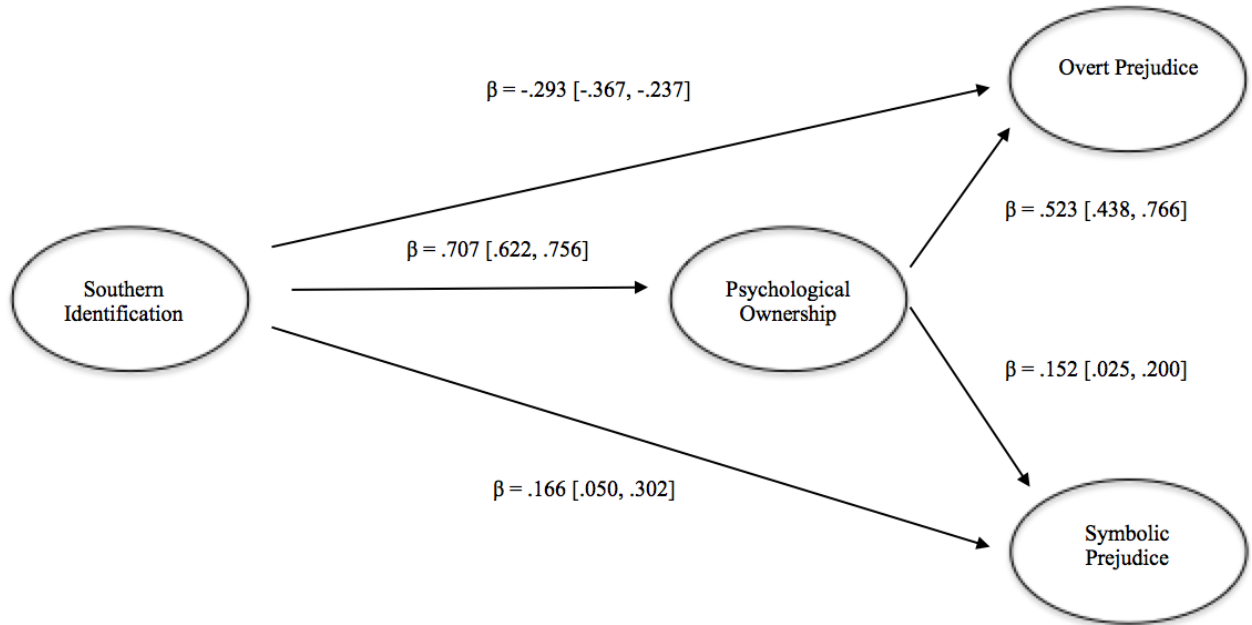 Overt Prejudice
β = -.293 [-.367, -.237]
β = .523 [.438, .766]
β = .707 [.622, .756]
Southern
Identification
Psychological
Ownership
β = .152 [.025, .200]
β = .166 [.050, .302]
Symbolic
Prejudice